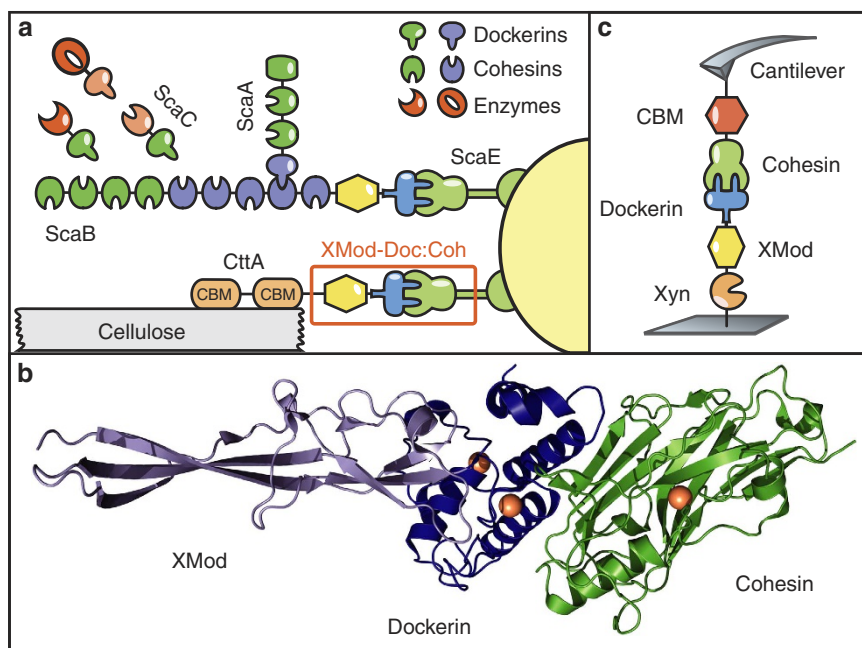 a
Dockerins
Cohesins
Enzymes
ScaC
ScaA
ScaE
ScaB
XMod-Doc:Coh
CttA
CBM
CBM
Cellulose
c
Cantilever
CBM
Cohesin
Dockerin
XMod
Xyn
b
XMod
Dockerin
Cohesin